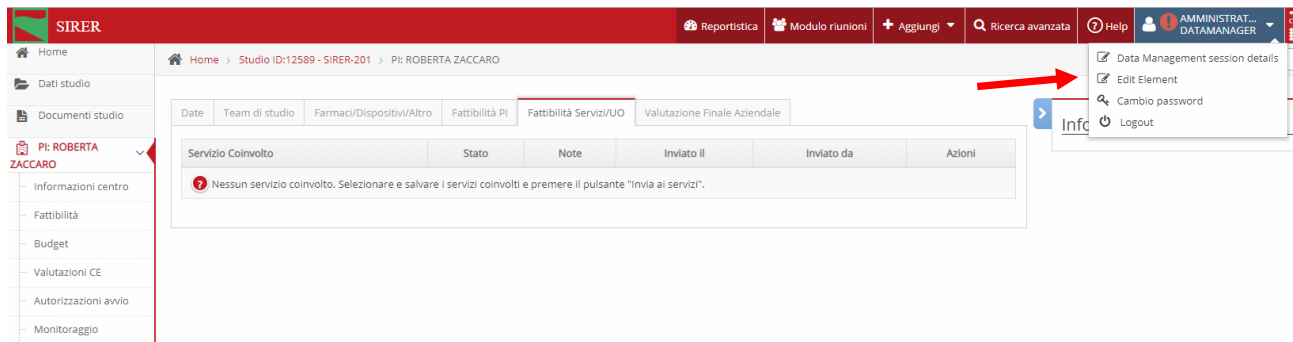 SIRER
Reportistica
Modulo riunioni
Aggiungi
Ricerca avanzata
Help
AMMINISTRAT...
DATAMANAGER
Home
Dati studio
Documenti studio
PI: ROBERTA
ZACCARO
Informazioni centro
Fattibilità
Budget
Valutazioni CE
Autorizzazioni avvio
Monitoraggio
Home > Studio ID:12589 - SIRER-201 > PI: ROBERTA ZACCARO
Date
Team di studio
Farmaci/Dispositivi/Altro
Fattibilità PI
Fattibilità Servizi/UO
Valutazione Finale Aziendale
Servizio Coinvolto
Stato
Note
Inviato il
Inviato da
Azioni
Nessun servizio coinvolto. Selezionare e salvare i servizi coinvolti e premere il pulsante "Invia ai servizi".
Data Management session details
Edit Element
Cambio password
Logout